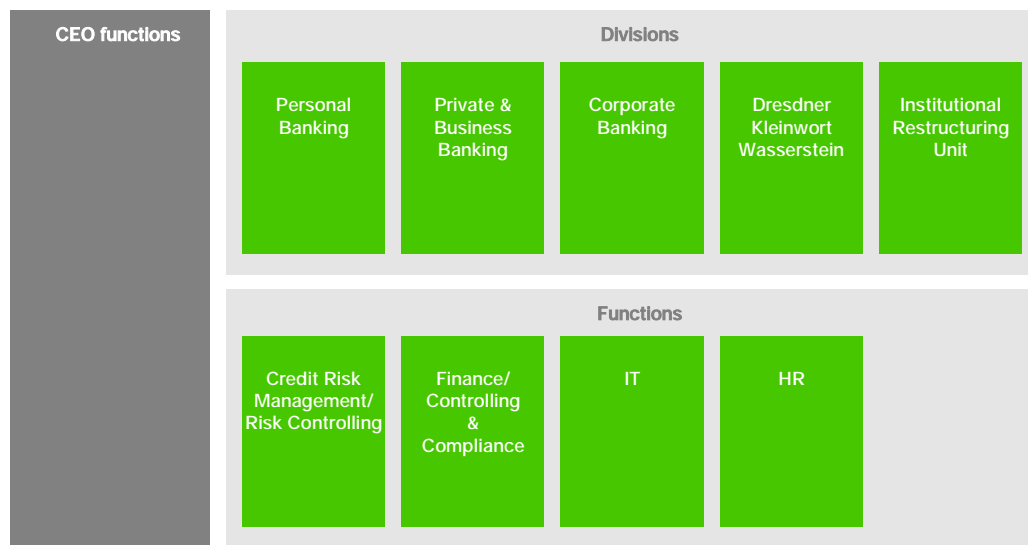 CEO functions
Divisions
Personal
Banking
Private &
Business
Banking
Corporate
Banking
Dresdner
Kleinwort
Wasserstein
Institutional
Restructuring
Unit
Functions
Credit Risk
Management/
Risk Controlling
Finance/
Controlling
&
Compliance
IT
HR